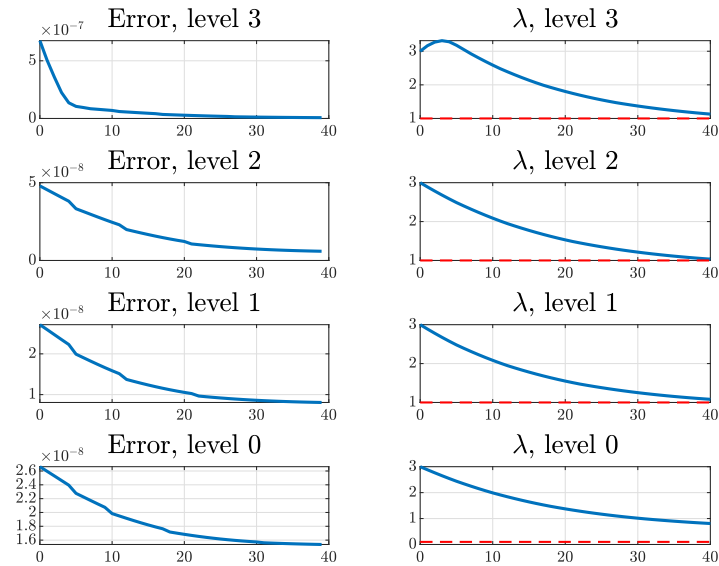 Error, level 3
λ, level 3
×10⁻⁷
5
0
0 10 20 30 40
3
2
1
0 10 20 30 40
Error, level 2
λ, level 2
×10⁻⁸
5
0
0 10 20 30 40
3
2
1
0 10 20 30 40
Error, level 1
λ, level 1
×10⁻⁸
2
1
0 10 20 30 40
3
2
1
0 10 20 30 40
Error, level 0
λ, level 0
×10⁻⁸
2.6
2.4
2.2
2
1.8
1.6
0 10 20 30 40
3
2
1
0
0 10 20 30 40